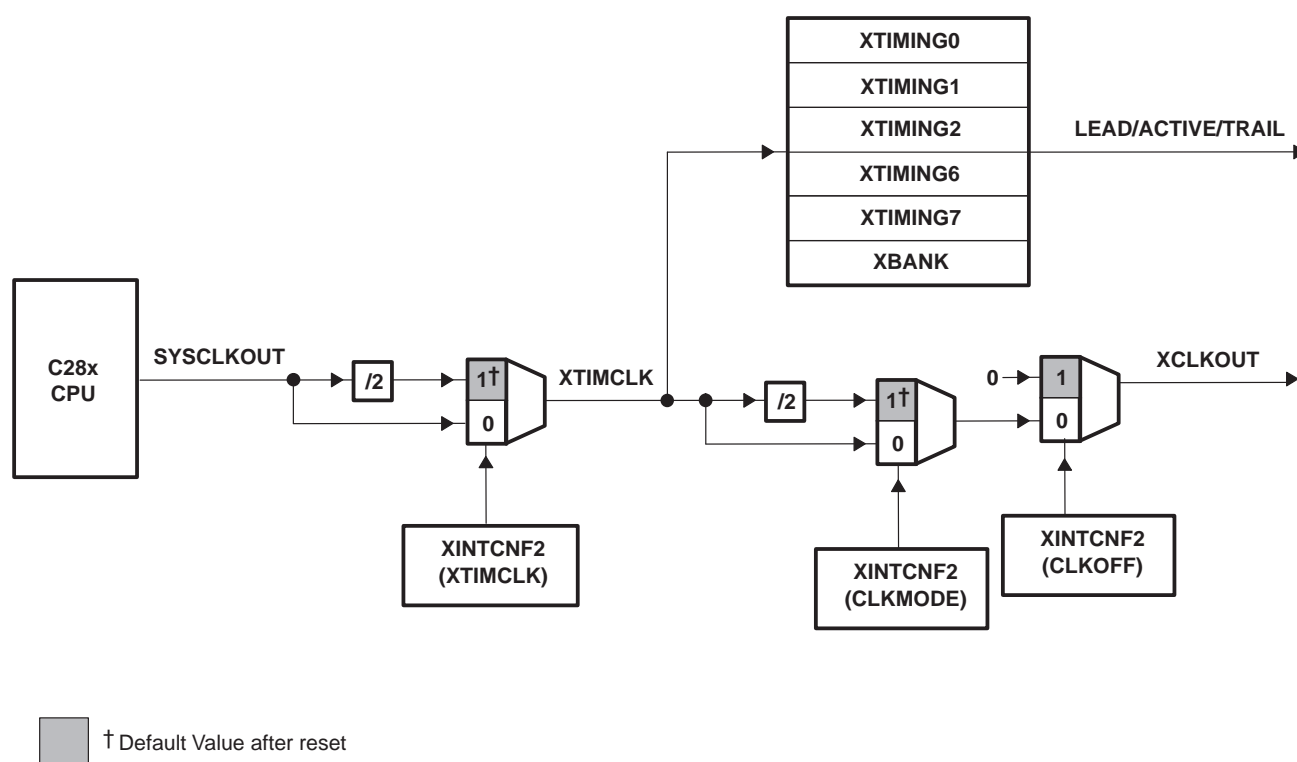 XTIMING0
XTIMING1
XTIMING2
LEAD/ACTIVE/TRAIL
XTIMING6
XTIMING7
XBANK
C28x
CPU
SYSCLKOUT
/2
1†
0
XTIMCLK
/2
1†
0
0
1
0
XCLKOUT
XINTCNF2
(XTIMCLK)
XINTCNF2
(CLKMODE)
XINTCNF2
(CLKOFF)
† Default Value after reset